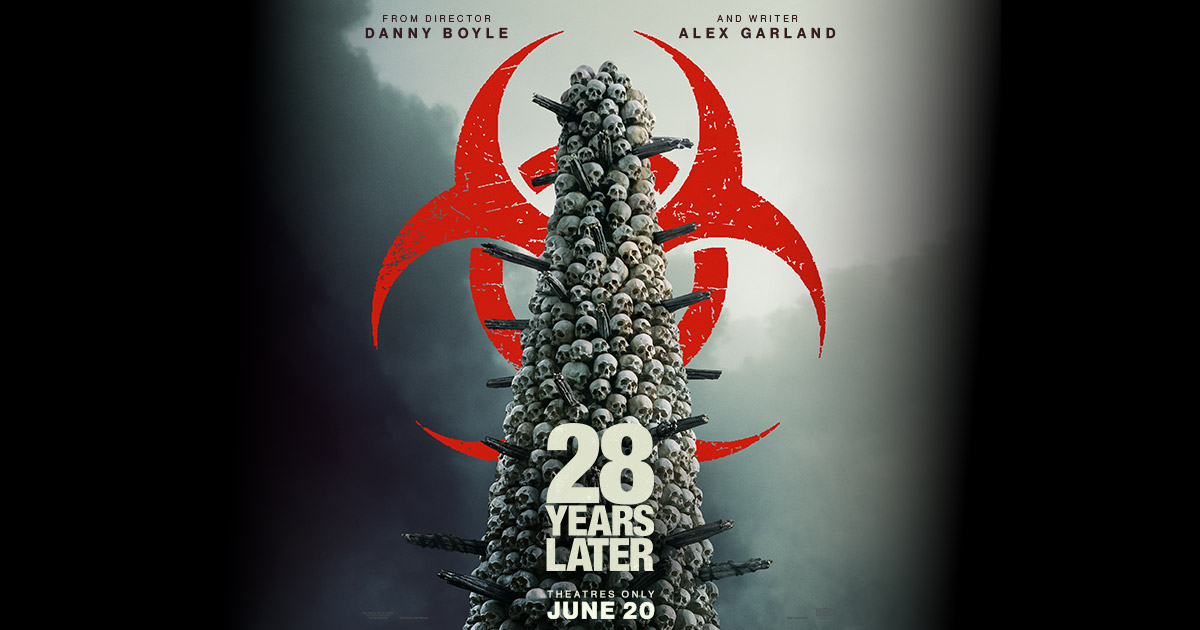 FROM DIRECTOR
DANNY BOYLE
AND WRITER
ALEX GARLAND
28
YEARS
LATER
THEATRES ONLY
JUNE 20